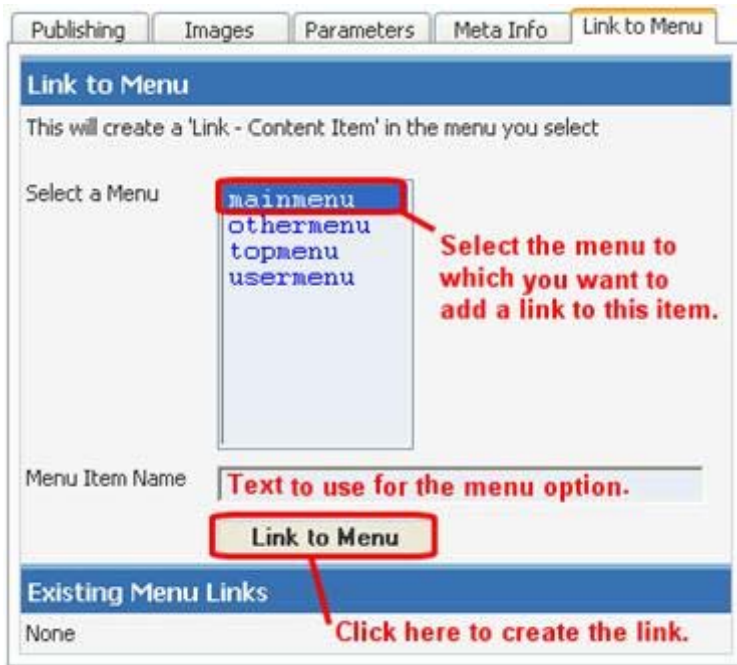 Publishing Images Parameters Meta Info Link to Menu
Link to Menu
This will create a 'Link - Content Item' in the menu you select
Select a Menu
mainmenu
othermenu
topmenu
usermenu
Select the menu to
which you want to
add a link to this item.
Menu Item Name
Text to use for the menu option.
Link to Menu
Existing Menu Links
None
Click here to create the link.